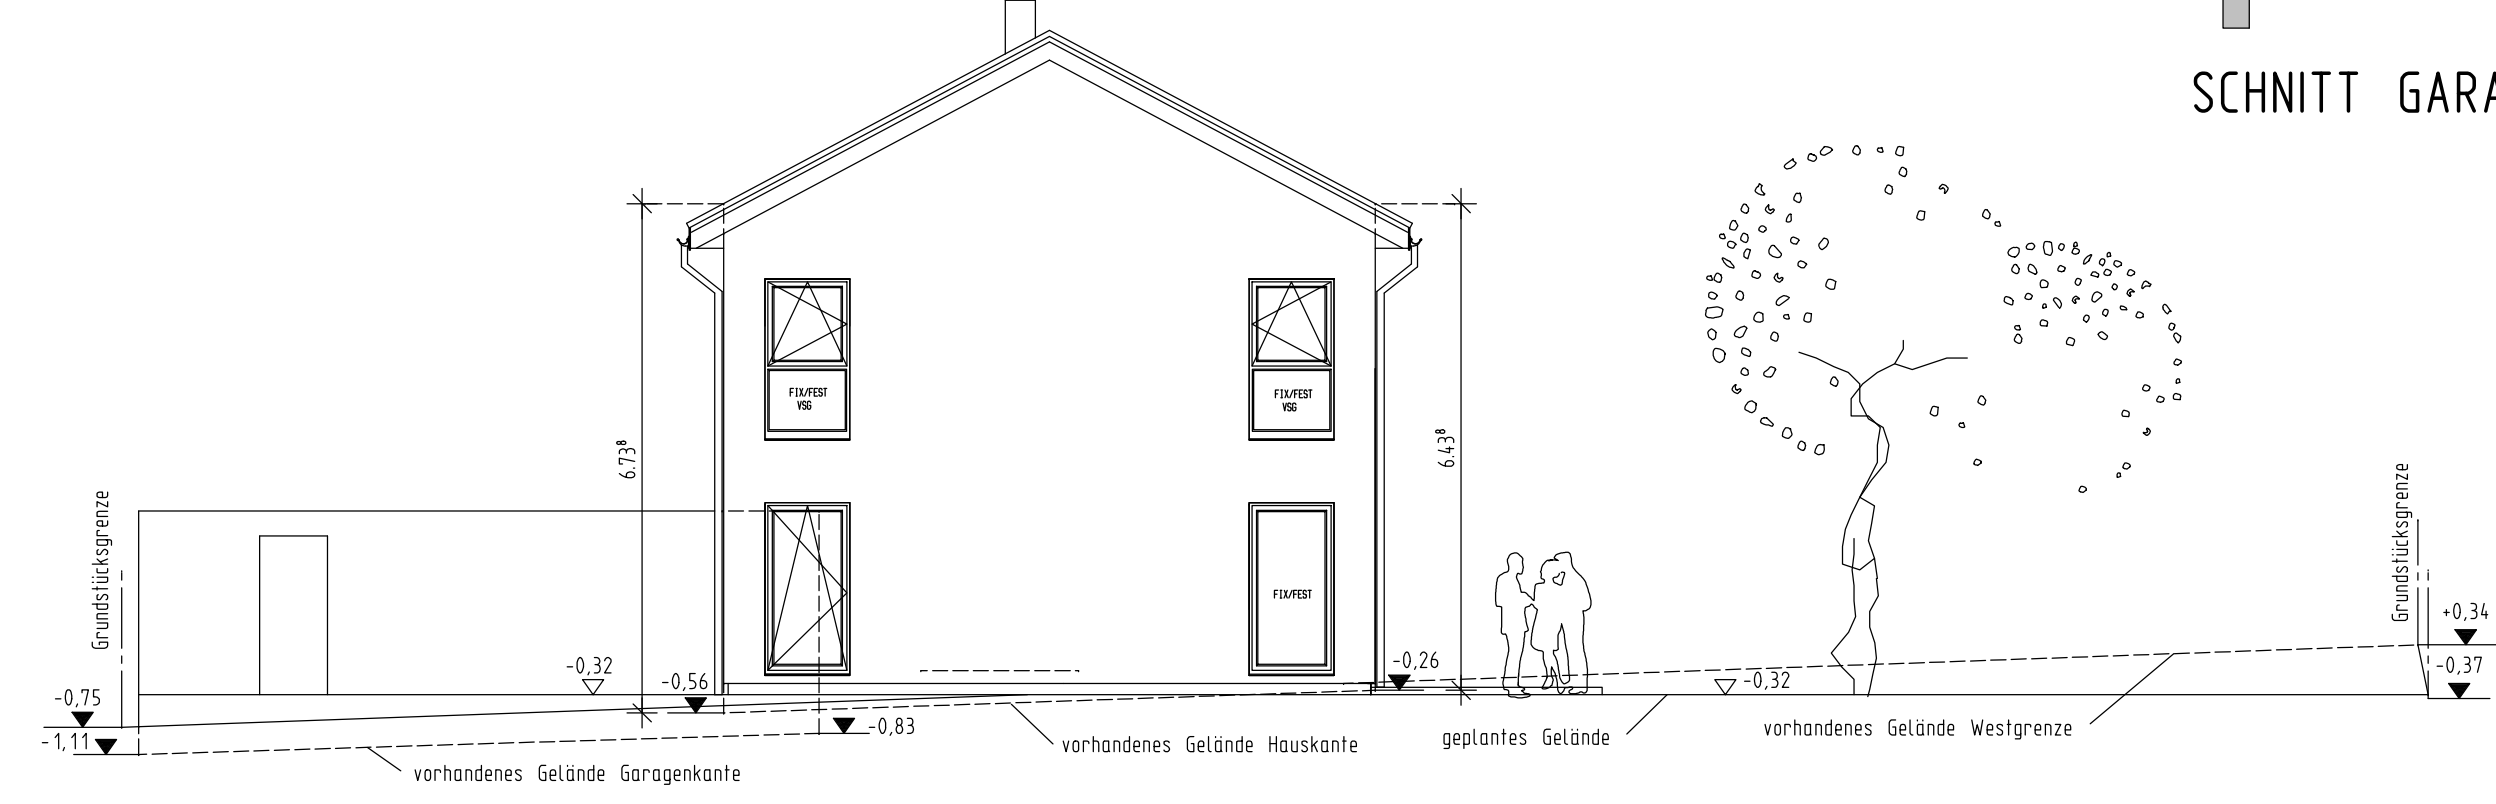 SCHNITT GARA
6.73⁸
6.43⁸
FIX/FEST
VSG
FIX/FEST
VSG
FIX/FEST
Grundstücksgrenze
Grundstücksgrenze
+0,34
-0,37
-0,32
-0,56
-0,26
-0,32
-0,75
-1,11
-0,83
vorhandenes Gelände Garagenkante
vorhandenes Gelände Hauskante
geplantes Gelände
vorhandenes Gelände Westgrenze